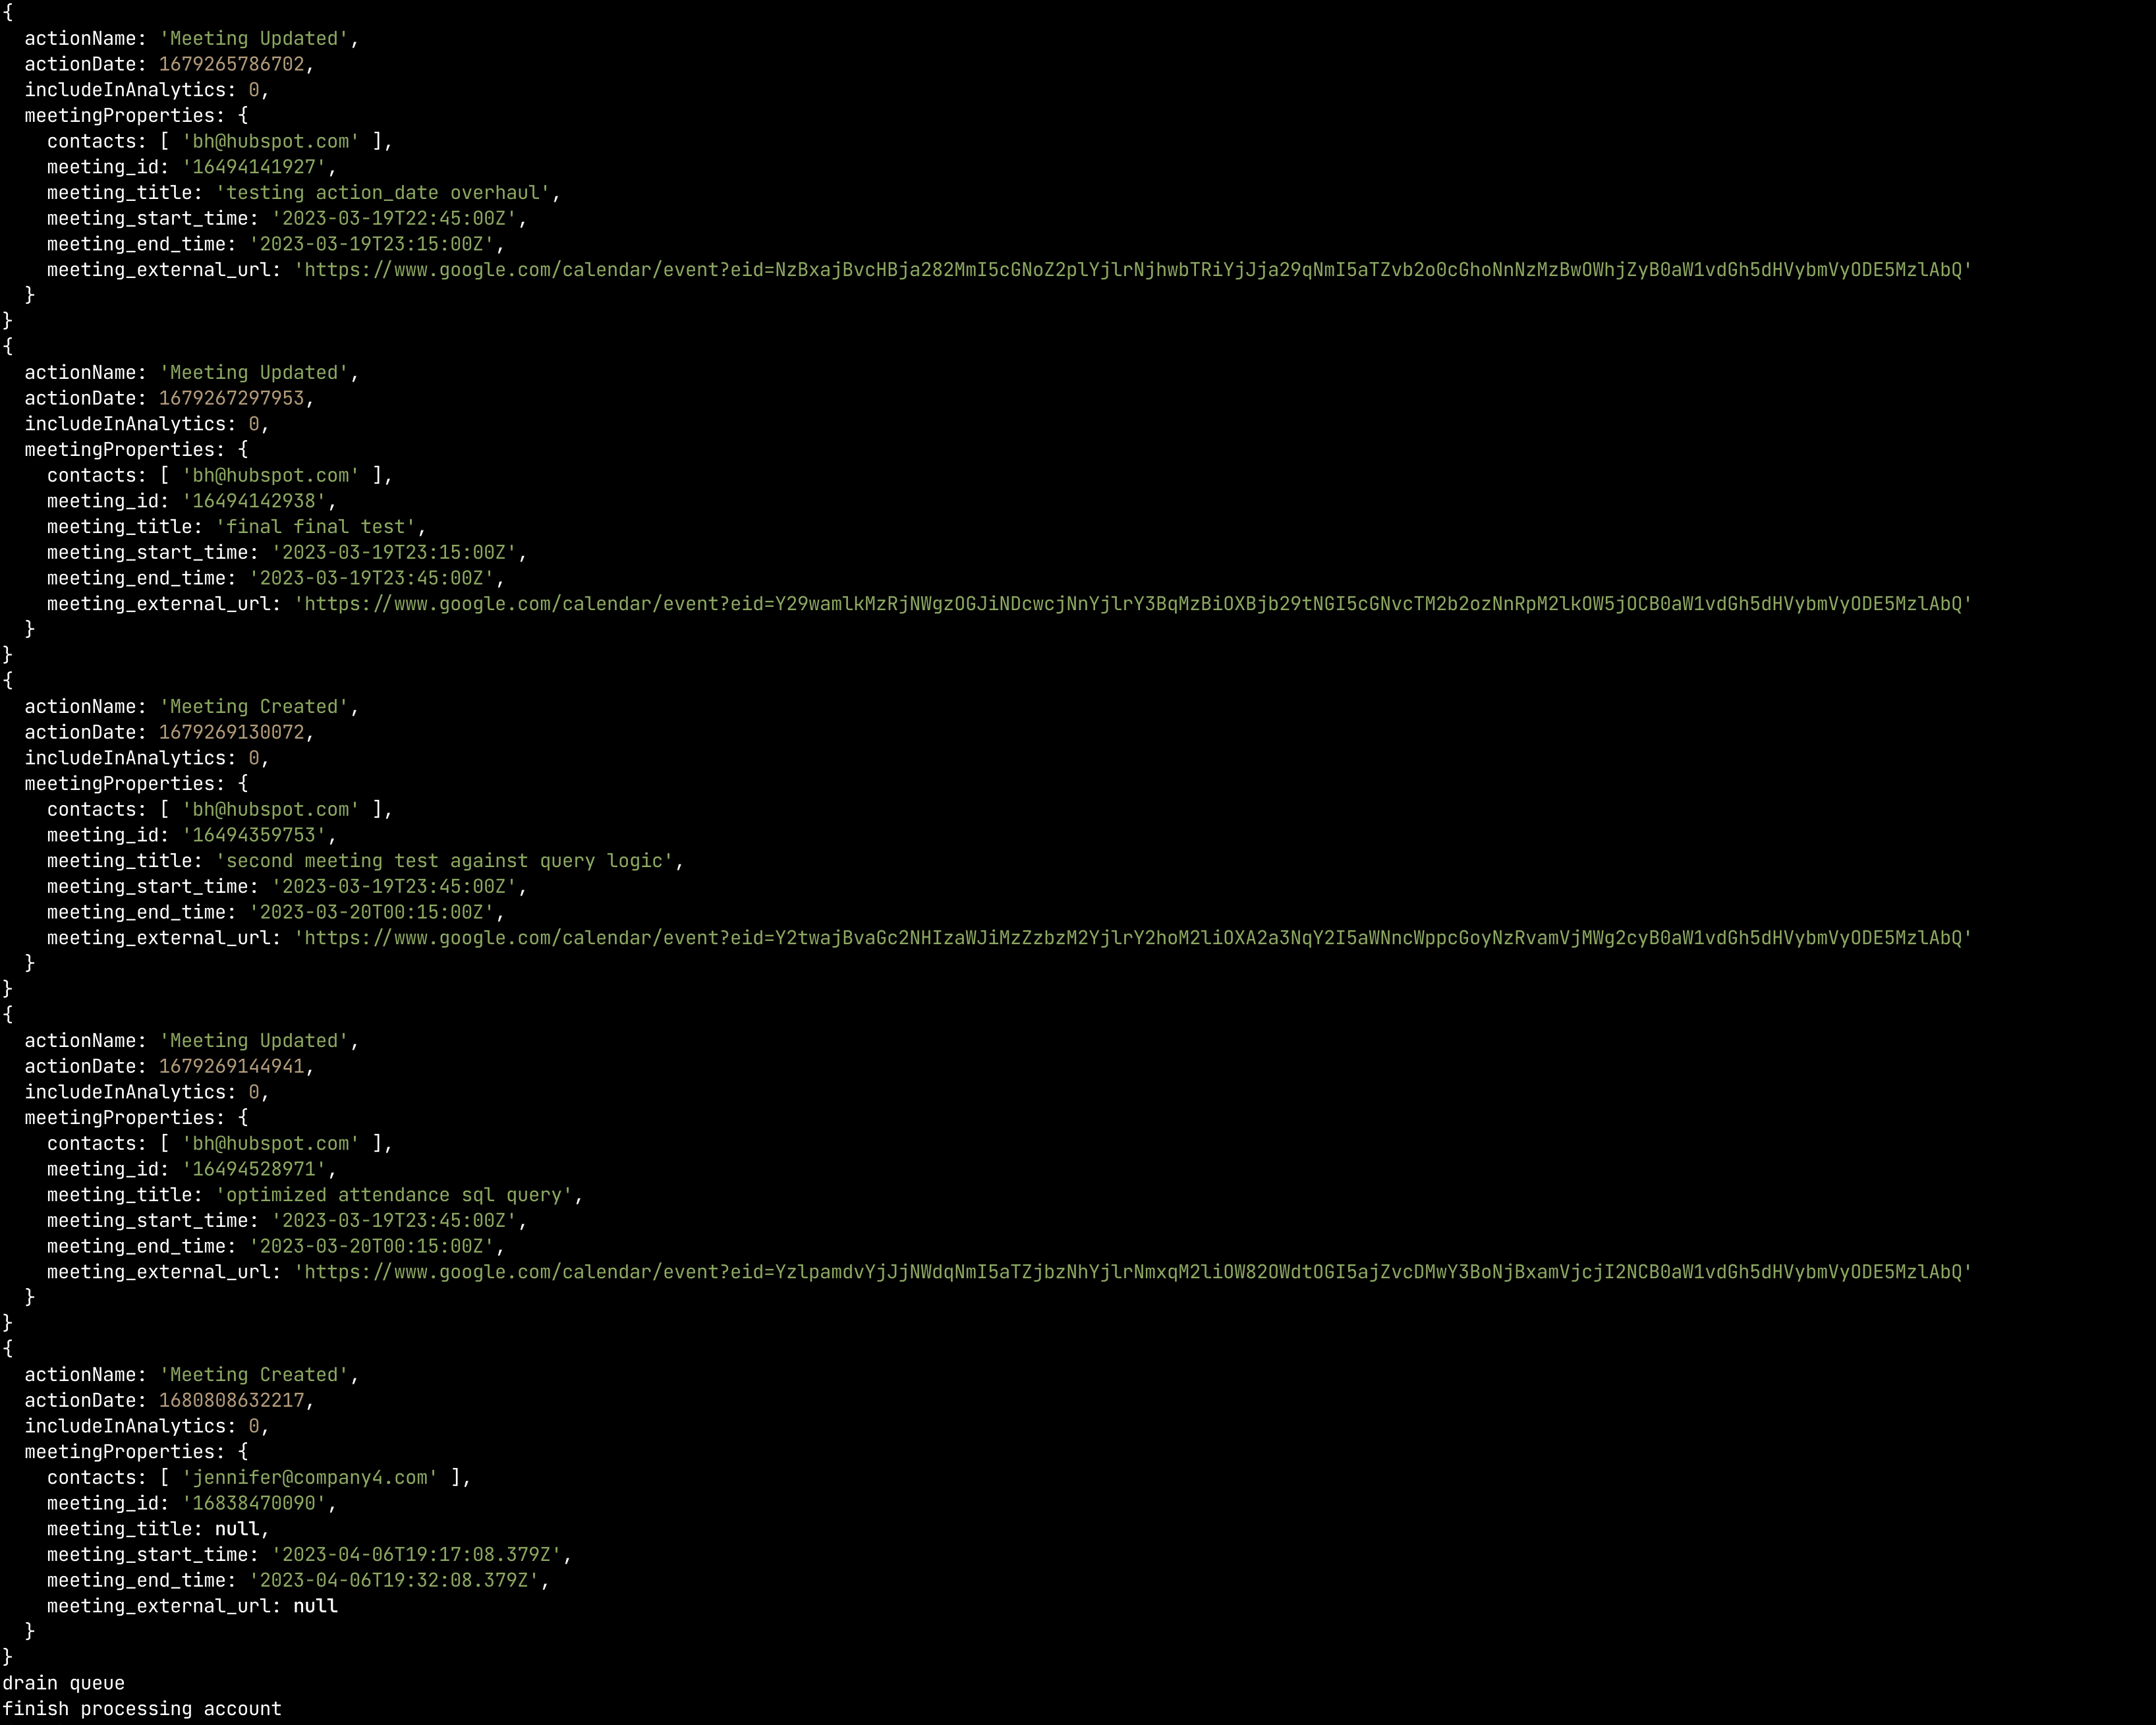 {
  actionName: 'Meeting Updated',
  actionDate: 1679265786702,
  includeInAnalytics: 0,
  meetingProperties: {
    contacts: [ 'bh@hubspot.com' ],
    meeting_id: '16494141927',
    meeting_title: 'testing action_date overhaul',
    meeting_start_time: '2023-03-19T22:45:00Z',
    meeting_end_time: '2023-03-19T23:15:00Z',
    meeting_external_url: 'https://www.google.com/calendar/event?eid=NzBxajBvcHBja282MmI5cGNoZ2plYjlrNjhwbTRiYjJja29qNmI5aTZvb2o0cGhoNnNzMzBwOWhjZyB0aW1vdGh5dHVybmVyODE5MzlAbQ'
  }
}
{
  actionName: 'Meeting Updated',
  actionDate: 1679267297953,
  includeInAnalytics: 0,
  meetingProperties: {
    contacts: [ 'bh@hubspot.com' ],
    meeting_id: '16494142938',
    meeting_title: 'final final test',
    meeting_start_time: '2023-03-19T23:15:00Z',
    meeting_end_time: '2023-03-19T23:45:00Z',
    meeting_external_url: 'https://www.google.com/calendar/event?eid=Y29wamlkMzRjNWgzOGJiNDcwcjNnYjlrY3BqMzBiOXBjb29tNGI5cGNvcTM2b2ozNnRpM2lkOW5jOCB0aW1vdGh5dHVybmVyODE5MzlAbQ'
  }
}
{
  actionName: 'Meeting Created',
  actionDate: 1679269130072,
  includeInAnalytics: 0,
  meetingProperties: {
    contacts: [ 'bh@hubspot.com' ],
    meeting_id: '16494359753',
    meeting_title: 'second meeting test against query logic',
    meeting_start_time: '2023-03-19T23:45:00Z',
    meeting_end_time: '2023-03-20T00:15:00Z',
    meeting_external_url: 'https://www.google.com/calendar/event?eid=Y2twajBvaGc2NHIzaWJiMzZzbzM2YjlrY2hoM2liOXA2a3NqY2I5aWNncWppcGoyNzRvamVjMWg2cyB0aW1vdGh5dHVybmVyODE5MzlAbQ'
  }
}
{
  actionName: 'Meeting Updated',
  actionDate: 1679269144941,
  includeInAnalytics: 0,
  meetingProperties: {
    contacts: [ 'bh@hubspot.com' ],
    meeting_id: '16494528971',
    meeting_title: 'optimized attendance sql query',
    meeting_start_time: '2023-03-19T23:45:00Z',
    meeting_end_time: '2023-03-20T00:15:00Z',
    meeting_external_url: 'https://www.google.com/calendar/event?eid=YzlpamdvYjJjNWdqNmI5aTZjbzNhYjlrNmxqM2liOW82OWdtOGI5ajZvcDMwY3BoNjBxamVjcjI2NCB0aW1vdGh5dHVybmVyODE5MzlAbQ'
  }
}
{
  actionName: 'Meeting Created',
  actionDate: 1680808632217,
  includeInAnalytics: 0,
  meetingProperties: {
    contacts: [ 'jennifer@company4.com' ],
    meeting_id: '16838470090',
    meeting_title: null,
    meeting_start_time: '2023-04-06T19:17:08.379Z',
    meeting_end_time: '2023-04-06T19:32:08.379Z',
    meeting_external_url: null
  }
}
drain queue
finish processing account